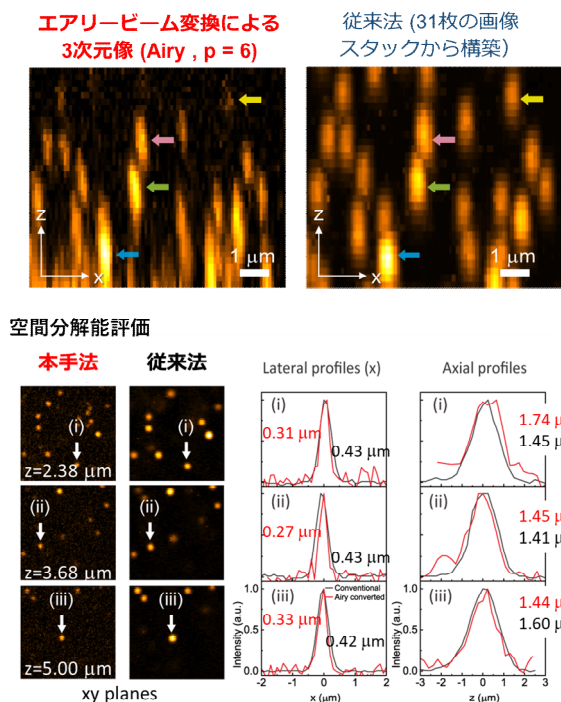 エアリービーム変換による
3次元像 (Airy , p = 6)
従来法 (31枚の画像
スタックから構築)
z
x
1 μm
z
x
1 μm
空間分解能評価
本手法
従来法
Lateral profiles (x)
Axial profiles
(i)
z=2.38 μm
(i)
(i)
0.31 μm
0.43 μm
(i)
1.74 μm
1.45 μm
(ii)
z=3.68 μm
(ii)
(ii)
0.27 μm
0.43 μm
(ii)
1.45 μm
1.41 μm
(iii)
z=5.00 μm
(iii)
(iii)
Conventional
Airy converted
0.33 μm
0.42 μm
(iii)
1.44 μm
1.60 μm
Intensity (a.u.)
1.0
0.5
0.0
-2 -1 0 1 2
x (μm)
Intensity (a.u.)
1.0
0.5
0.0
-3 -2 -1 0 1 2 3
z (μm)
xy planes